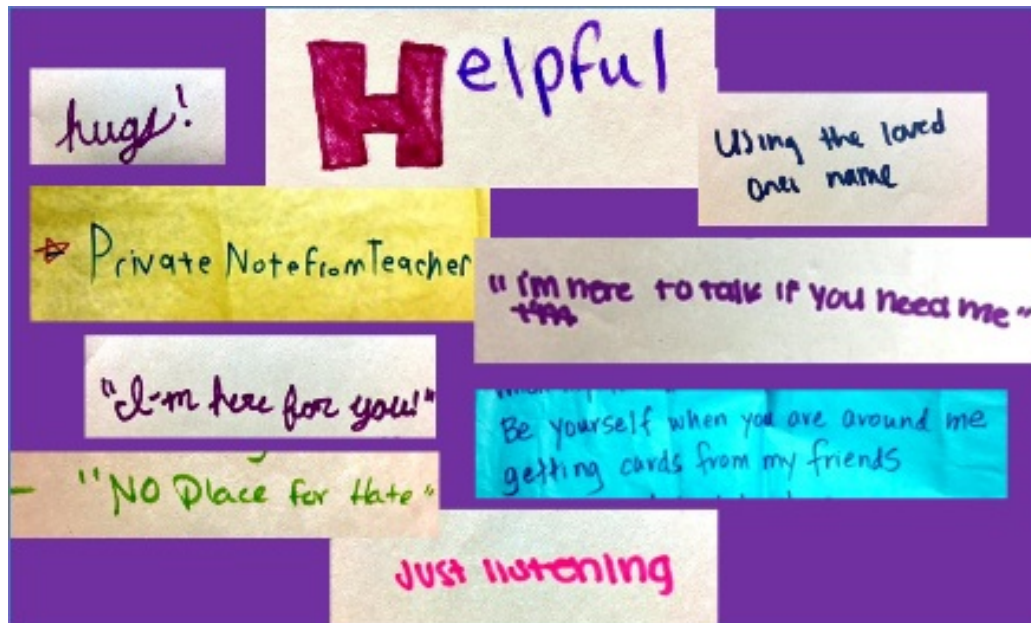 Helpful
hugs!
Using the loved
ones name
Private Note from Teacher
"I'm here to talk if you need me"
"I'm here for you!"
Be yourself when you are around me
getting cards from my friends
"NO Place for Hate"
Just listening